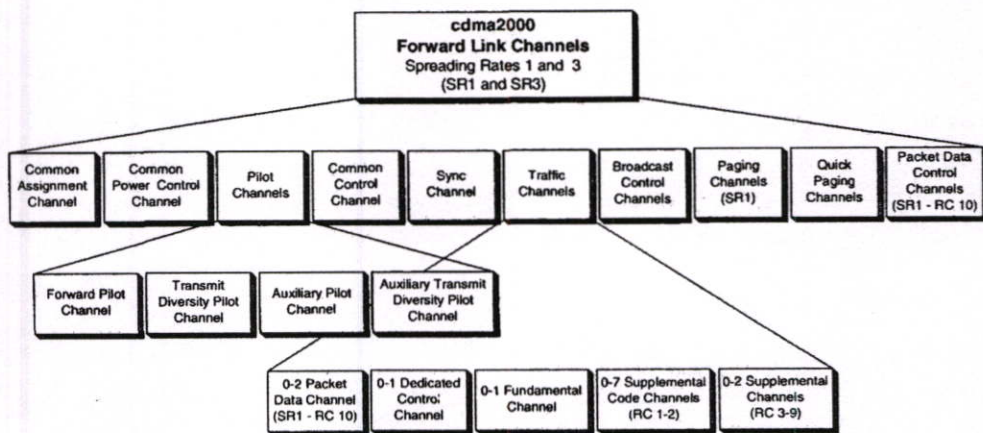 cdma2000
Forward Link Channels
Spreading Rates 1 and 3
(SR1 and SR3)
Common
Assignment
Channel
Common
Power Control
Channel
Pilot
Channels
Common
Control
Channel
Sync
Channel
Traffic
Channels
Broadcast
Control
Channels
Paging
Channels
(SR1)
Quick
Paging
Channels
Packet Data
Control
Channels
(SR1 - RC 10)
Forward Pilot
Channel
Transmit
Diversity Pilot
Channel
Auxiliary Pilot
Channel
Auxiliary Transmit
Diversity Pilot
Channel
0-2 Packet
Data Channel
(SR1 - RC 10)
0-1 Dedicated
Control
Channel
0-1 Fundamental
Channel
0-7 Supplemental
Code Channels
(RC 1-2)
0-2 Supplemental
Channels
(RC 3-9)